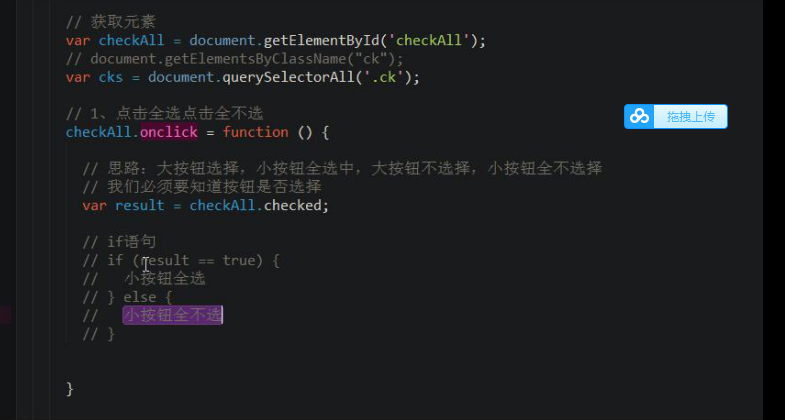 // 获取元素
var checkAll = document.getElementById('checkAll');
// document.getElementsByClassName("ck");
var cks = document.querySelectorAll('.ck');
// 1、点击全选点击全不选
checkAll.onclick = function () {
拖拽上传
// 思路：大按钮选择，小按钮全选中，大按钮不选择，小按钮全不选择
// 我们必须要知道按钮是否选择
var result = checkAll.checked;
// if语句
// if (result == true) {
//   小按钮全选
// } else {
//   小按钮全不选
// }
}